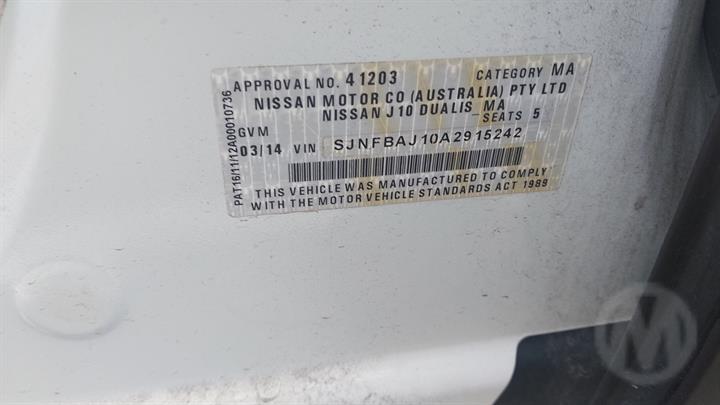 APPROVAL NO. 41203 CATEGORY MA
NISSAN MOTOR CO (AUSTRALIA) PTY LTD
NISSAN J10 DUALIS MA
GVM SEATS 5
03/14 VIN SJNFBAJ10A2915242
THIS VEHICLE WAS MANUFACTURED TO COMPLY
WITH THE MOTOR VEHICLE STANDARDS ACT 1989
PAT16/11/12A00010736
M